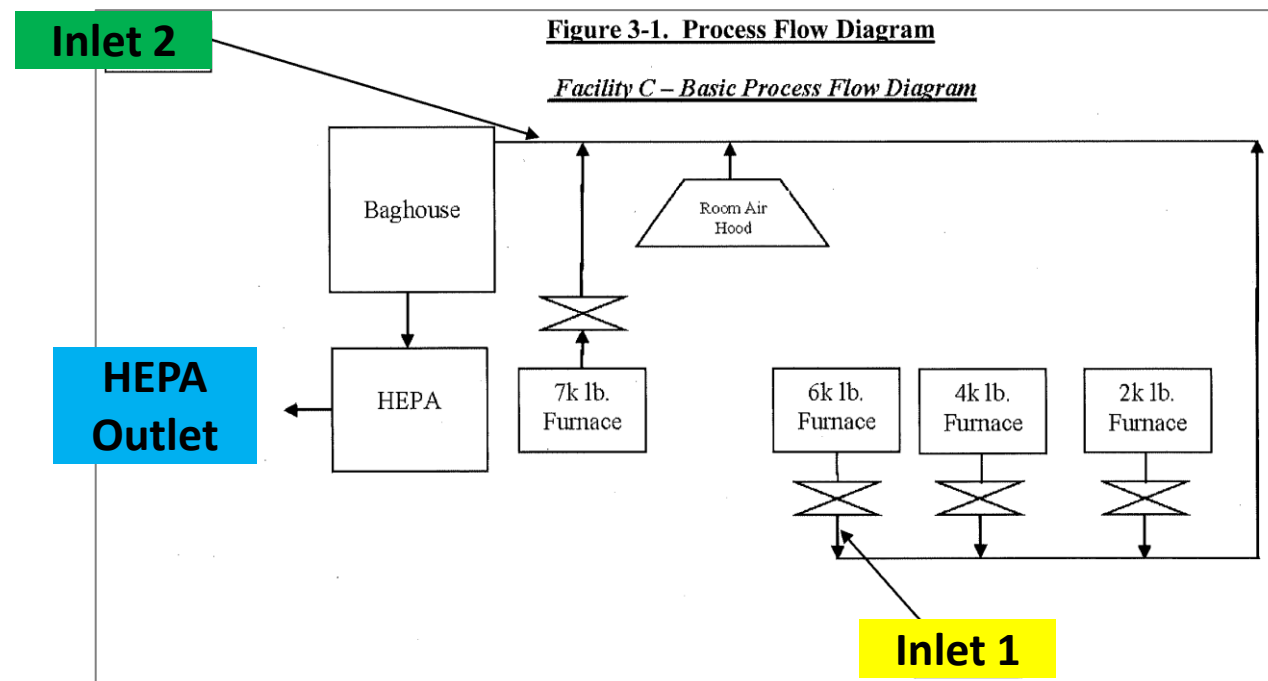 Inlet 2
Figure 3-1. Process Flow Diagram
Facility C – Basic Process Flow Diagram
Baghouse
Room Air
Hood
HEPA
Outlet
HEPA
7k lb.
Furnace
6k lb.
Furnace
4k lb.
Furnace
2k lb.
Furnace
Inlet 1